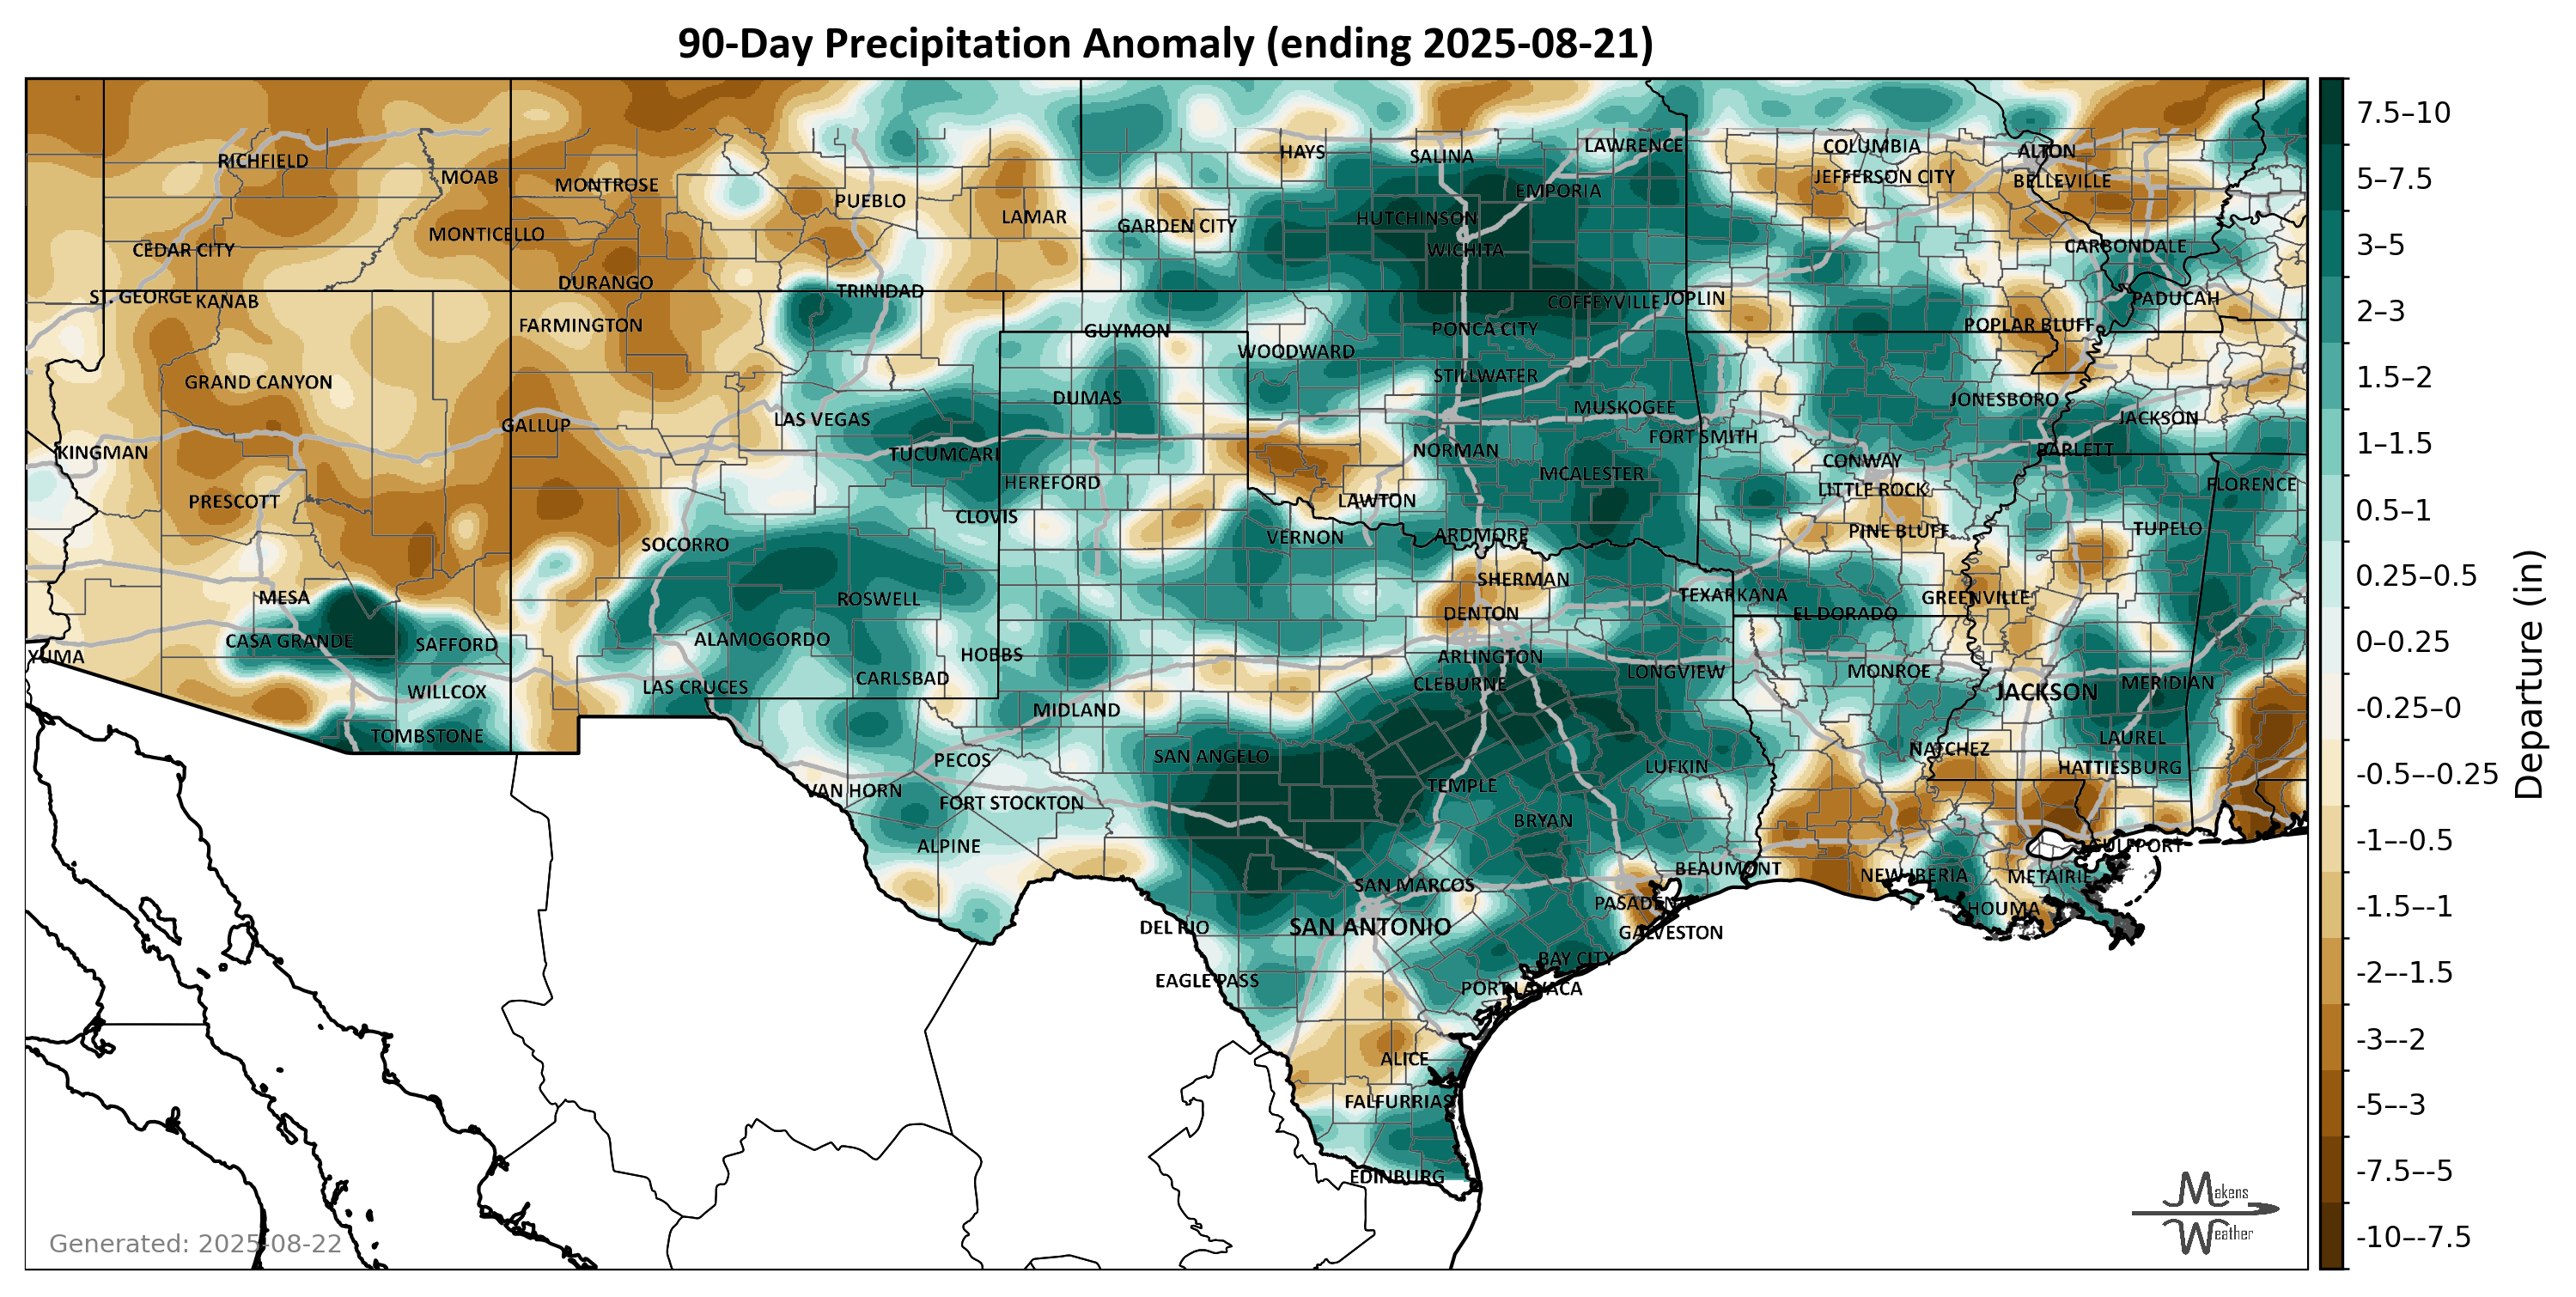 90-Day Precipitation Anomaly (ending 2025-08-21)
RICHFIELD
MOAB
MONTROSE
PUEBLO
LAMAR
HAYS
SALINA
LAWRENCE
COLUMBIA
ALTON
JEFFERSON CITY
BELLEVILLE
EMPORIA
HUTCHINSON
GARDEN CITY
WICHITA
CEDAR CITY
MONTICELLO
CARBONDALE
DURANGO
TRINIDAD
ST. GEORGE
KANAB
COFFEYVILLE
JOPLIN
PADUCAH
FARMINGTON
GUYMON
PONCA CITY
POPLAR BLUFF
WOODWARD
GRAND CANYON
STILLWATER
DUMAS
MUSKOGEE
JONESBORO
JACKSON
GALLUP
LAS VEGAS
KINGMAN
TUCUMCARI
NORMAN
FORT SMITH
BARLETT
CONWAY
HEREFORD
MCALESTER
LITTLE ROCK
FLORENCE
PRESCOTT
LAWTON
CLOVIS
PINE BLUFF
TUPELO
SOCORRO
VERNON
ARDMORE
SHERMAN
MESA
ROSWELL
DENTON
TEXARKANA
EL DORADO
GREENVILLE
CASA GRANDE
SAFFORD
ALAMOGORDO
YUMA
HOBBS
ARLINGTON
LONGVIEW
MONROE
WILLCOX
LAS CRUCES
CARLSBAD
CLEBURNE
JACKSON
MERIDIAN
MIDLAND
TOMBSTONE
LAUREL
PECOS
SAN ANGELO
LUFKIN
NATCHEZ
HATTIESBURG
VAN HORN
FORT STOCKTON
TEMPLE
BRYAN
ALPINE
GULFPORT
BEAUMONT
NEW IBERIA
METAIRIE
SAN MARCOS
PASADENA
HOUMA
DEL RIO
SAN ANTONIO
GALVESTON
BAY CITY
EAGLE PASS
PORT LAVACA
ALICE
FALFURRIAS
EDINBURG
7.5–10
5–7.5
3–5
2–3
1.5–2
1–1.5
0.5–1
0.25–0.5
0–0.25
-0.25–0
-0.5–-0.25
-1–-0.5
-1.5–-1
-2–-1.5
-3–-2
-5–-3
-7.5–-5
-10–-7.5
Departure (in)
Generated: 2025-08-22
Makens
Weather